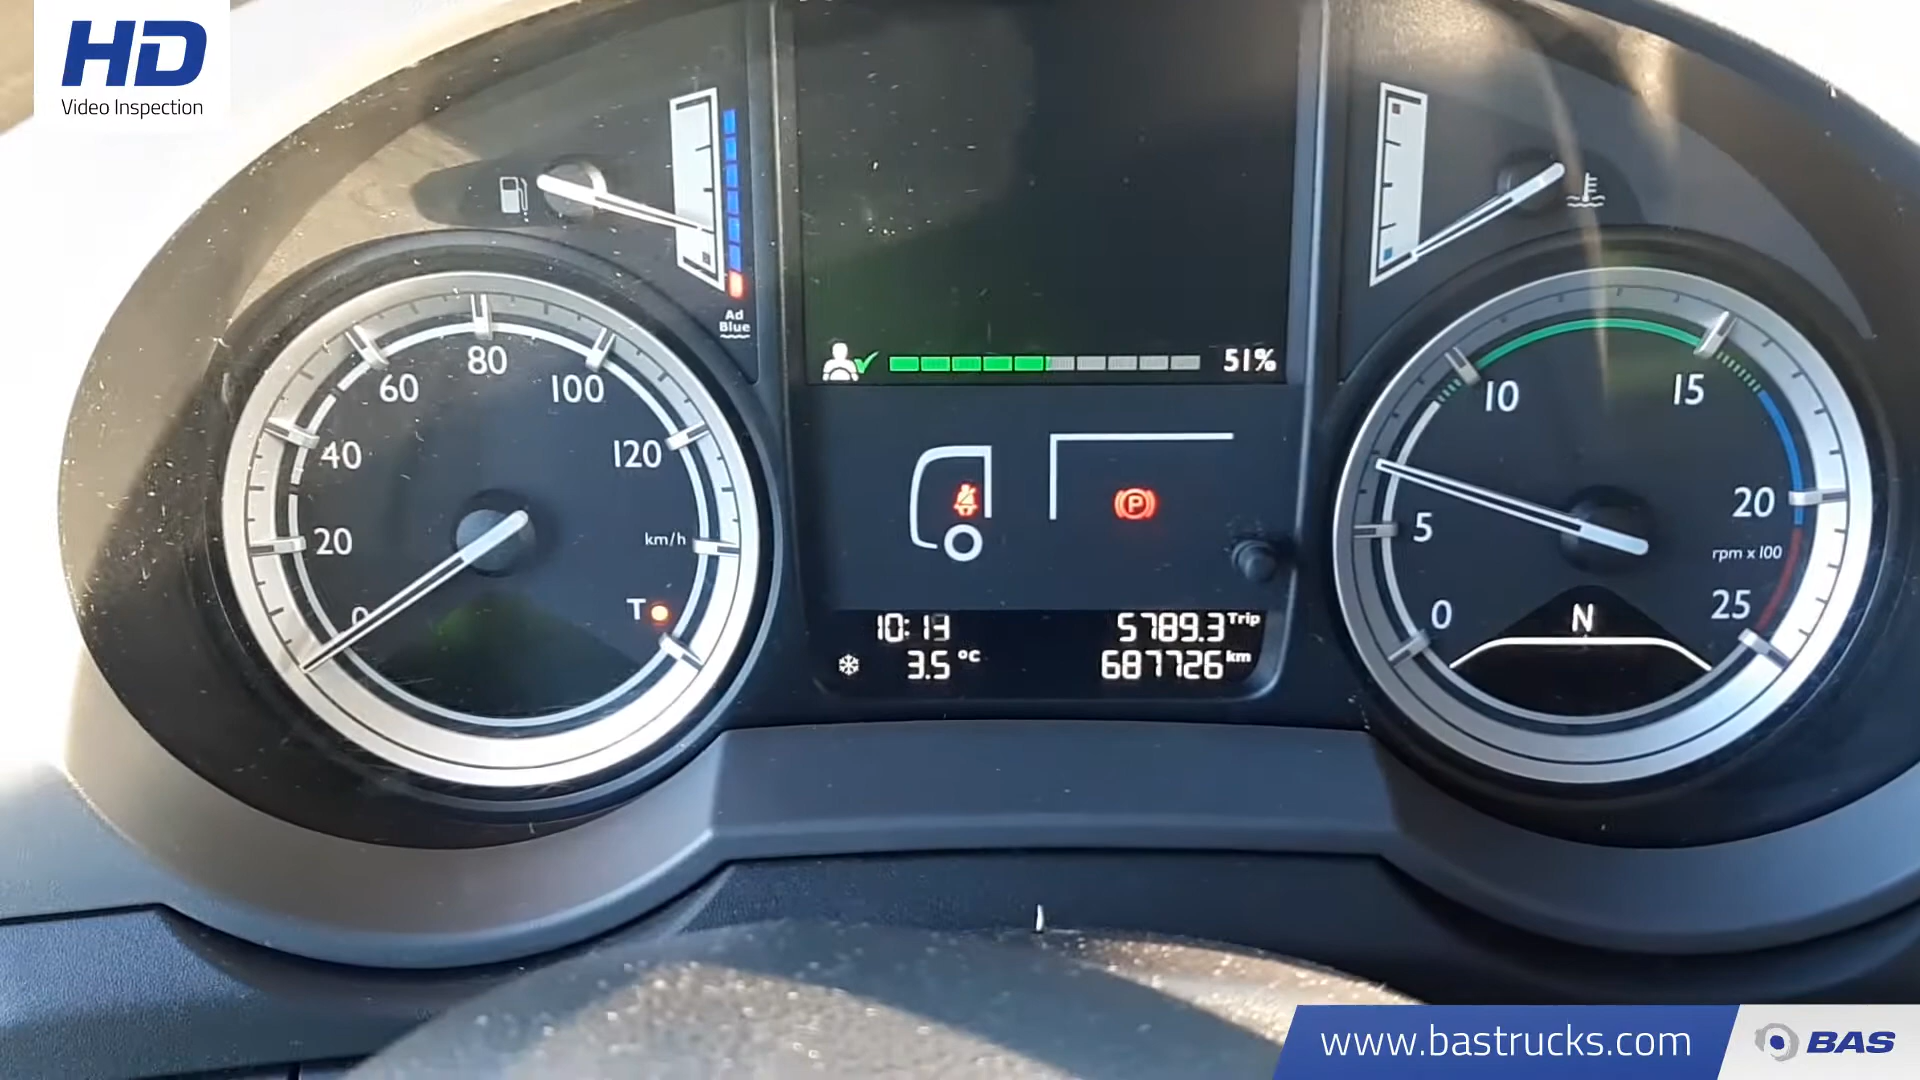 HD
Video Inspection
Ad
Blue
51%
0
20
40
60
80
100
120
km/h
T
P
10:13
5789.3 Trip
3.5 °C
687726 km
0
5
10
15
20
25
rpm x 100
N
www.bastrucks.com
BAS